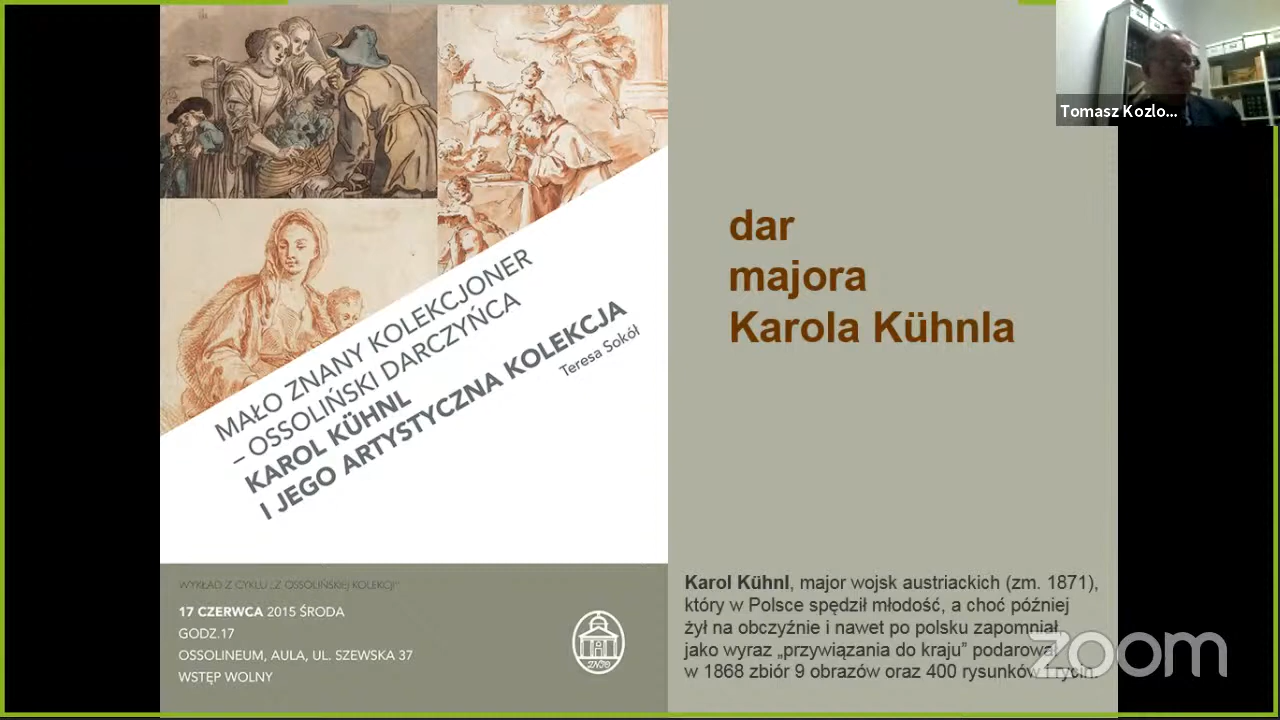 MAŁO ZNANY KOLEKCJONER
– OSSOLIŃSKI DARCZYŃCA
KAROL KÜHNL
I JEGO ARTYSTYCZNA KOLEKCJA
Teresa Sokół
WYKŁAD Z CYKLU „Z OSSOLIŃSKIEJ KOLEKCJI”
17 CZERWCA 2015 ŚRODA
GODZ.17
OSSOLINEUM, AULA, UL. SZEWSKA 37
WSTĘP WOLNY
ZNiO
dar
majora
Karola Kühnla
Karol Kühnl, major wojsk austriackich (zm. 1871),
który w Polsce spędził młodość, a choć później
żył na obczyźnie i nawet po polsku zapomniał,
jako wyraz „przywiązania do kraju” podarował
w 1868 zbiór 9 obrazów oraz 400 rysunków i rycin.
Tomasz Kozlo...
zoom